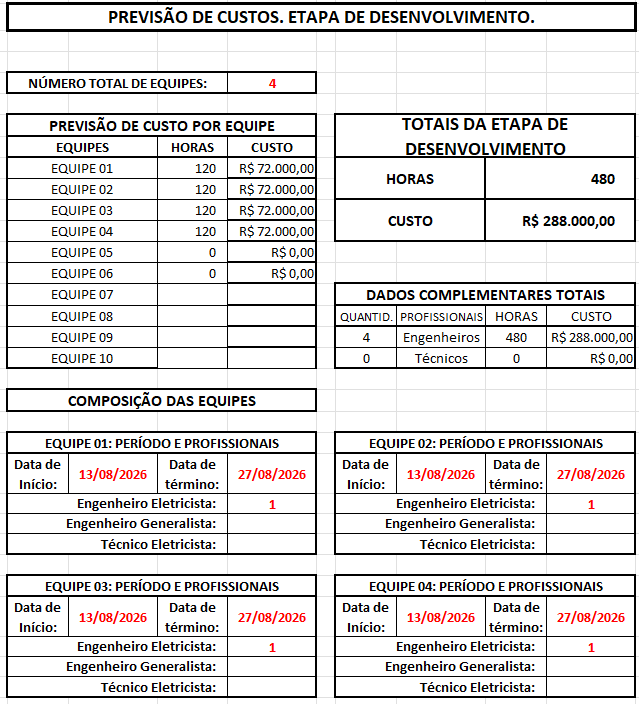 PREVISÃO DE CUSTOS. ETAPA DE DESENVOLVIMENTO.
NÚMERO TOTAL DE EQUIPES: 4
PREVISÃO DE CUSTO POR EQUIPE
EQUIPES HORAS CUSTO
EQUIPE 01 120 R$ 72.000,00
EQUIPE 02 120 R$ 72.000,00
EQUIPE 03 120 R$ 72.000,00
EQUIPE 04 120 R$ 72.000,00
EQUIPE 05 0 R$ 0,00
EQUIPE 06 0 R$ 0,00
EQUIPE 07
EQUIPE 08
EQUIPE 09
EQUIPE 10
TOTAIS DA ETAPA DE
DESENVOLVIMENTO
HORAS 480
CUSTO R$ 288.000,00
DADOS COMPLEMENTARES TOTAIS
QUANTID. PROFISSIONAIS HORAS CUSTO
4 Engenheiros 480 R$ 288.000,00
0 Técnicos 0 R$ 0,00
COMPOSIÇÃO DAS EQUIPES
EQUIPE 01: PERÍODO E PROFISSIONAIS
Data de Início: 13/08/2026 Data de término: 27/08/2026
Engenheiro Eletricista: 1
Engenheiro Generalista:
Técnico Eletricista:
EQUIPE 02: PERÍODO E PROFISSIONAIS
Data de Início: 13/08/2026 Data de término: 27/08/2026
Engenheiro Eletricista: 1
Engenheiro Generalista:
Técnico Eletricista:
EQUIPE 03: PERÍODO E PROFISSIONAIS
Data de Início: 13/08/2026 Data de término: 27/08/2026
Engenheiro Eletricista: 1
Engenheiro Generalista:
Técnico Eletricista:
EQUIPE 04: PERÍODO E PROFISSIONAIS
Data de Início: 13/08/2026 Data de término: 27/08/2026
Engenheiro Eletricista: 1
Engenheiro Generalista:
Técnico Eletricista: